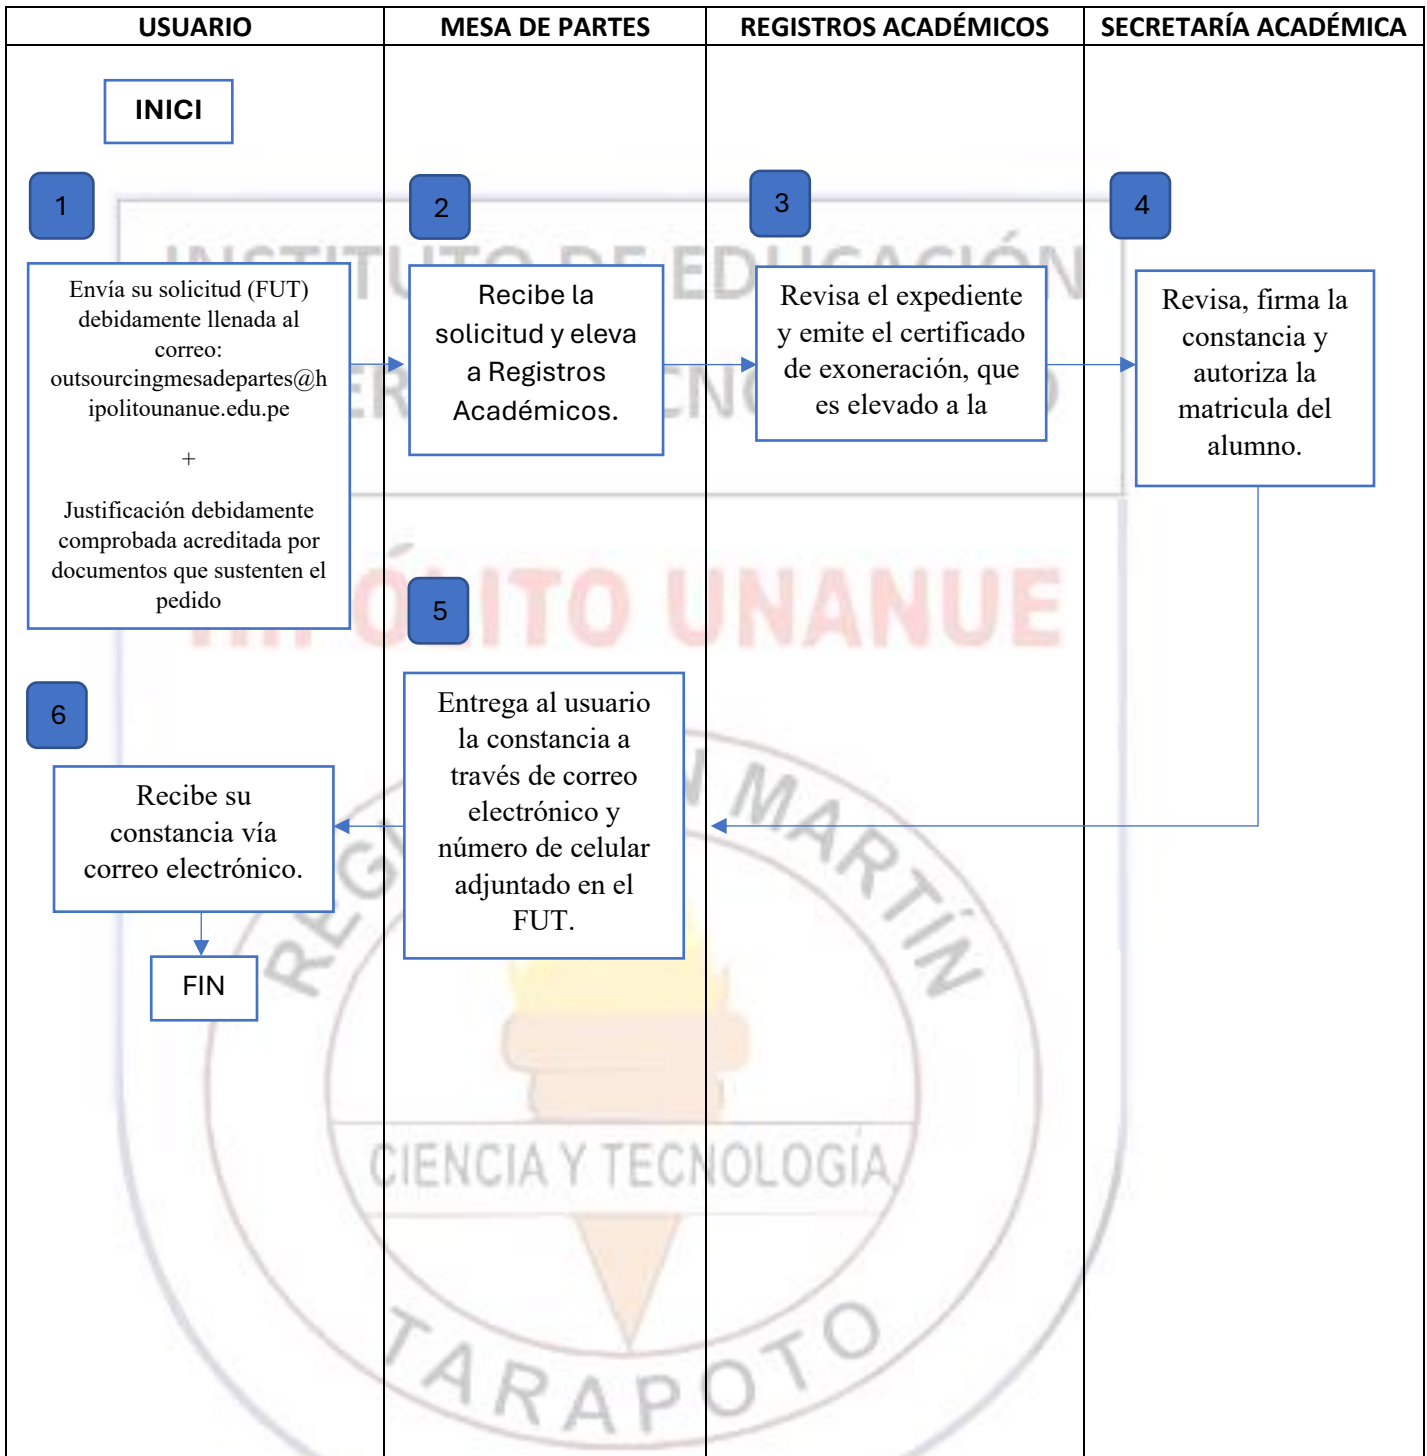 USUARIO
MESA DE PARTES
REGISTROS ACADÉMICOS
SECRETARÍA ACADÉMICA
INICI
1
Envía su solicitud (FUT)
debidamente llenada al
correo:
outsourcingmesadepartes@h
ipolitounanue.edu.pe
+
Justificación debidamente
comprobada acreditada por
documentos que sustenten el
pedido
2
Recibe la
solicitud y eleva
a Registros
Académicos.
3
Revisa el expediente
y emite el certificado
de exoneración, que
es elevado a la
4
Revisa, firma la
constancia y
autoriza la
matricula del
alumno.
5
Entrega al usuario
la constancia a
través de correo
electrónico y
número de celular
adjuntado en el
FUT.
6
Recibe su
constancia vía
correo electrónico.
FIN
INSTITUTO DE EDUCACIÓN
UNANUE
MARTÍN
CIENCIA Y TECNOLOGÍA
TARAPOTO